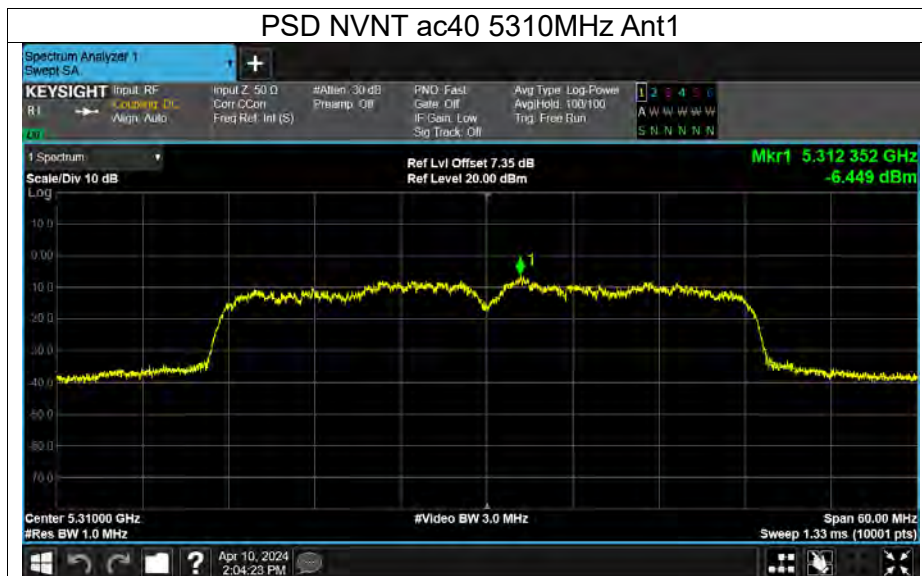 PSD NVNT ac40 5310MHz Ant1
Spectrum Analyzer 1
Swept SA
+
KEYSIGHT
Input: RF
Coupling: DC
Align: Auto
Input Z: 50 Ω
Corr CCorr
Freq Ref: Int (S)
#Atten: 30 dB
Preamp: Off
PNO: Fast
Gate: Off
IF Gain: Low
Sig Track: Off
Avg Type: Log-Power
Avg|Hold: 100/100
Trig: Free Run
1 2 3 4 5 6
A W W W W W
S N N N N N
1 Spectrum
Scale/Div 10 dB
Log
Ref Lvl Offset 7.35 dB
Ref Level 20.00 dBm
Mkr1 5.312 352 GHz
-6.449 dBm
10.0
0.00
-10.0
-20.0
-30.0
-40.0
-50.0
-60.0
-70.0
1
Center 5.31000 GHz
#Res BW 1.0 MHz
#Video BW 3.0 MHz
Span 60.00 MHz
Sweep 1.33 ms (10001 pts)
?
Apr 10, 2024
2:04:23 PM